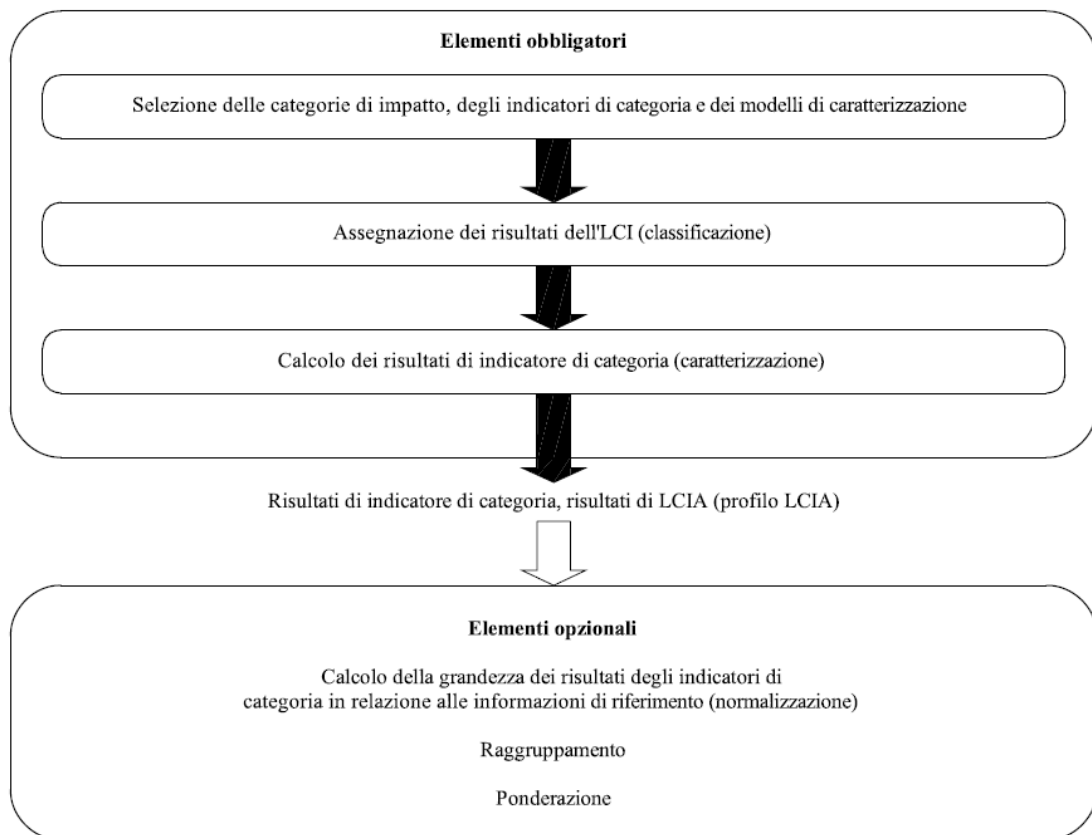 Elementi obbligatori
Selezione delle categorie di impatto, degli indicatori di categoria e dei modelli di caratterizzazione
Assegnazione dei risultati dell'LCI (classificazione)
Calcolo dei risultati di indicatore di categoria (caratterizzazione)
Risultati di indicatore di categoria, risultati di LCIA (profilo LCIA)
Elementi opzionali
Calcolo della grandezza dei risultati degli indicatori di
categoria in relazione alle informazioni di riferimento (normalizzazione)
Raggruppamento
Ponderazione